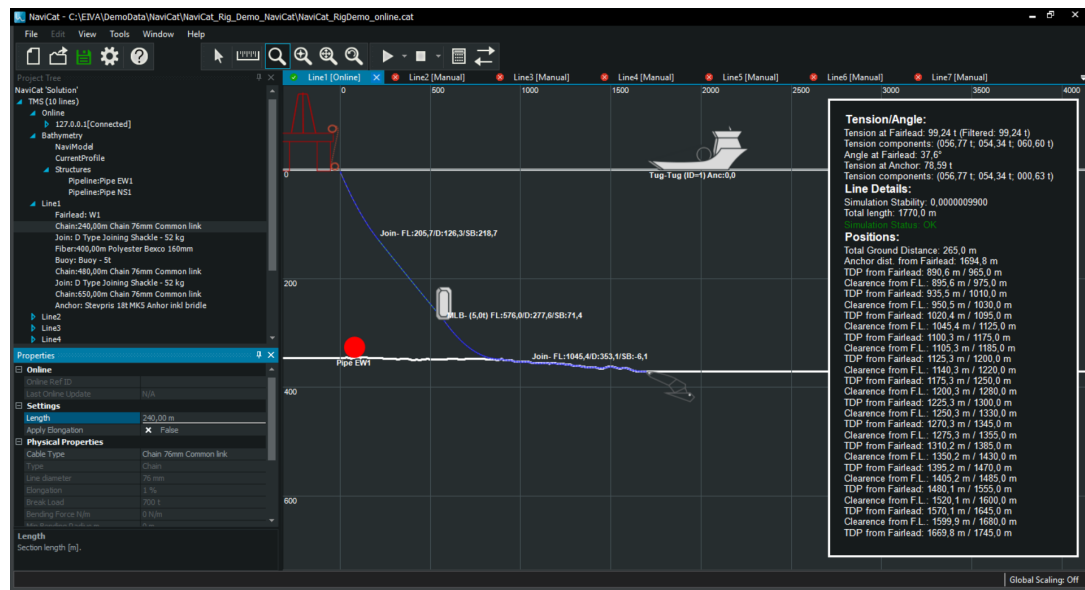 NaviCat - C:\EIVA\DemoData\NaviCat\NaviCat_Rig_Demo_NaviCat\NaviCat_RigDemo_online.cat
File Edit View Tools Window Help
Project Tree
NaviCat 'Solution'
TMS (10 lines)
Online
127.0.0.1[Connected]
Bathymetry
NaviModel
CurrentProfile
Structures
Pipeline:Pipe EW1
Pipeline:Pipe NS1
Line1
Fairlead: W1
Chain:240,00m Chain 76mm Common link
Join: D Type Joining Shackle - 52 kg
Fiber:400,00m Polyester Bexco 160mm
Buoy: Buoy - 5t
Chain:480,00m Chain 76mm Common link
Join: D Type Joining Shackle - 52 kg
Chain:650,00m Chain 76mm Common link
Anchor: Stevpris 18t MK5 Anhor inkl bridle
Line2
Line3
Line4
Properties
Online
Online Ref ID
Last Online Update N/A
Settings
Length 240,00 m
Apply Elongation False
Physical Properties
Cable Type Chain 76mm Common link
Type Chain
Line diameter 76 mm
Elongation 1 %
Break Load 700 t
Bending Force N/m 0 N/m
Min Bending Radius m 0 m
Length
Section length [m].
Line1 [Online] Line2 [Manual] Line3 [Manual] Line4 [Manual] Line5 [Manual] Line6 [Manual] Line7 [Manual]
0 500 1000 1500 2000 2500 3000 3500 4000
0
200
400
600
Tug-Tug (ID=1) Anc:0,0
Join- FL:205,7/D:126,3/SB:218,7
MLB- (5,0t) FL:576,0/D:277,6/SB:71,4
Pipe EW1
Join- FL:1045,4/D:353,1/SB:-6,1
Tension/Angle:
Tension at Fairlead: 99,24 t (Filtered: 99,24 t)
Tension components: (056,77 t; 054,34 t; 060,60 t)
Angle at Fairlead: 37,6°
Tension at Anchor: 78,59 t
Tension components: (056,77 t; 054,34 t; 000,63 t)
Line Details:
Simulation Stability: 0,0000009900
Total length: 1770,0 m
Simulation Status: OK
Positions:
Total Ground Distance: 265,0 m
Anchor dist. from Fairlead: 1694,8 m
TDP from Fairlead: 890,6 m / 965,0 m
Clearence from F.L.: 895,6 m / 975,0 m
TDP from Fairlead: 935,5 m / 1010,0 m
Clearence from F.L.: 950,5 m / 1030,0 m
TDP from Fairlead: 1020,4 m / 1095,0 m
Clearence from F.L.: 1045,4 m / 1125,0 m
TDP from Fairlead: 1100,3 m / 1175,0 m
Clearence from F.L.: 1105,3 m / 1185,0 m
TDP from Fairlead: 1125,3 m / 1200,0 m
Clearence from F.L.: 1140,3 m / 1220,0 m
TDP from Fairlead: 1175,3 m / 1250,0 m
Clearence from F.L.: 1200,3 m / 1280,0 m
TDP from Fairlead: 1225,3 m / 1300,0 m
Clearence from F.L.: 1250,3 m / 1330,0 m
TDP from Fairlead: 1270,3 m / 1345,0 m
Clearence from F.L.: 1275,3 m / 1355,0 m
TDP from Fairlead: 1310,2 m / 1385,0 m
Clearence from F.L.: 1350,2 m / 1430,0 m
TDP from Fairlead: 1395,2 m / 1470,0 m
Clearence from F.L.: 1405,2 m / 1485,0 m
TDP from Fairlead: 1480,1 m / 1555,0 m
Clearence from F.L.: 1520,1 m / 1600,0 m
TDP from Fairlead: 1570,1 m / 1645,0 m
Clearence from F.L.: 1599,9 m / 1680,0 m
TDP from Fairlead: 1669,8 m / 1745,0 m
Global Scaling: Off